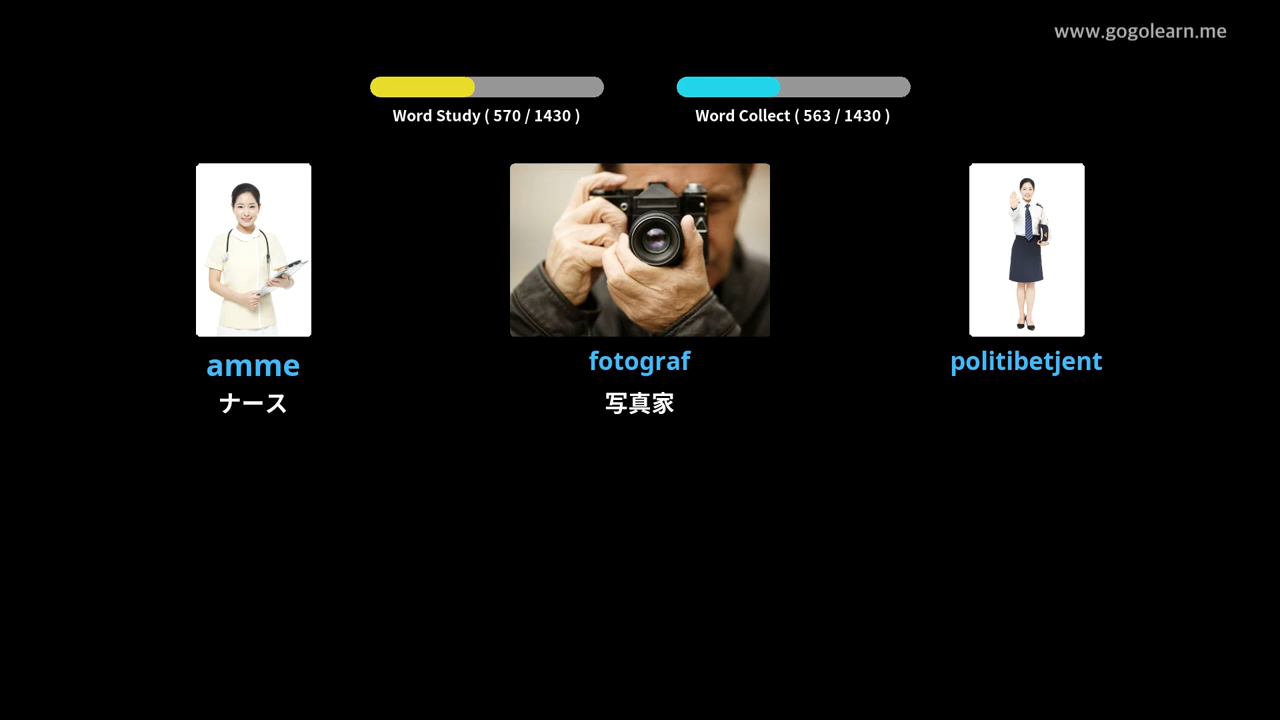 www.gogolearn.me
Word Study ( 570 / 1430 )
Word Collect ( 563 / 1430 )
amme
fotograf
politibetjent
ナース
写真家